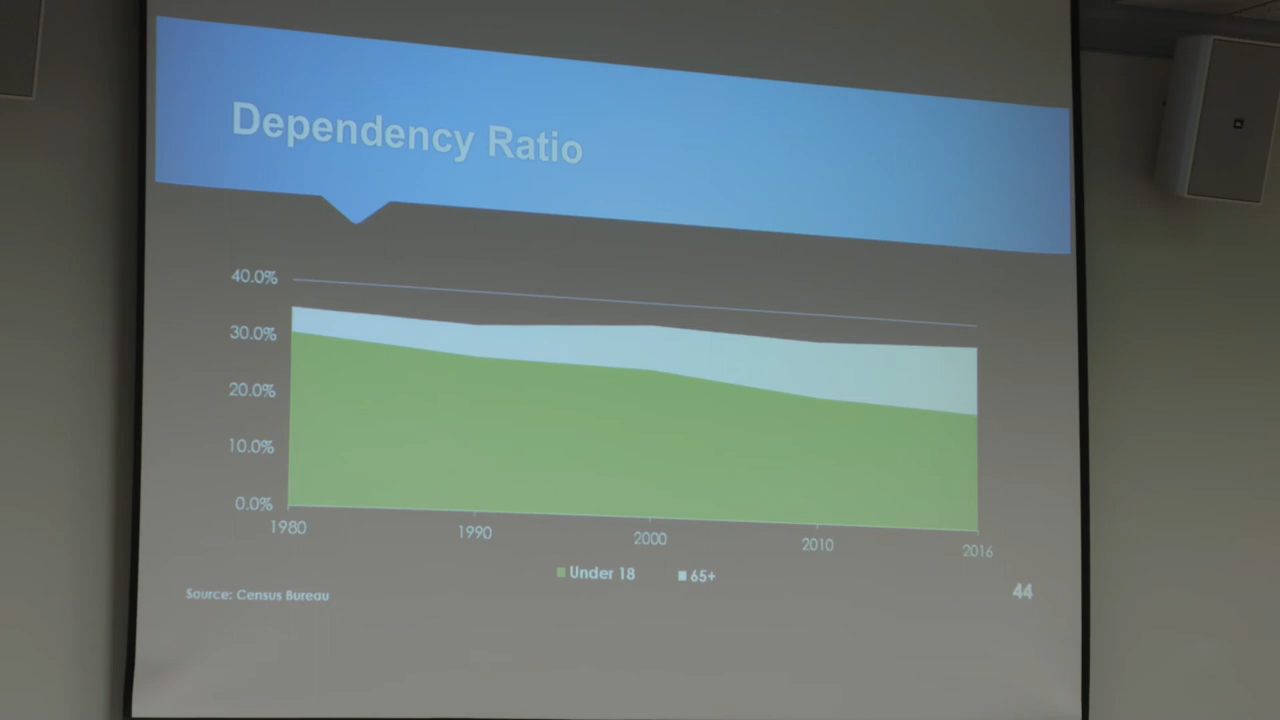 Dependency Ratio
40.0%
30.0%
20.0%
10.0%
0.0%
1980 1990 2000 2010 2016
Under 18 65+
Source: Census Bureau
44